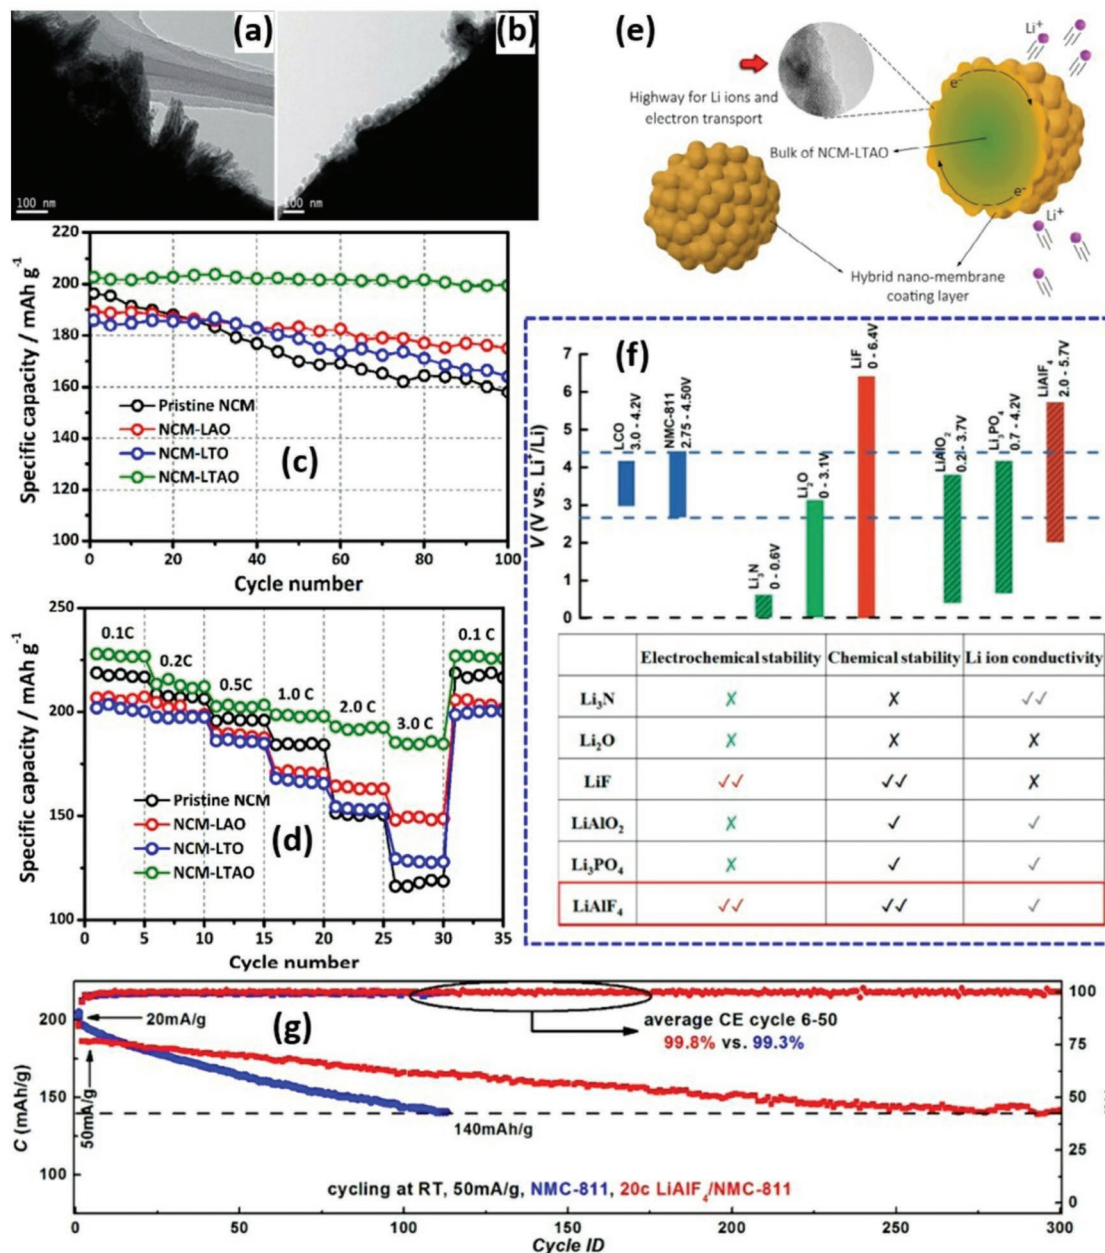 (a)
100 nm
(b)
100 nm
(e)
Li⁺
Highway for Li ions and
electron transport
e⁻
Bulk of NCM-LTAO
e⁻
Li⁺
Hybrid nano-membrane
coating layer
Specific capacity / mAh g⁻¹
220
200
180
160
140
120
100
Pristine NCM
NCM-LAO
NCM-LTO
NCM-LTAO
(c)
0 20 40 60 80 100
Cycle number
Specific capacity / mAh g⁻¹
250
200
150
100
0.1C
0.2C
0.5C
1.0 C
2.0 C
3.0 C
0.1 C
Pristine NCM
NCM-LAO
NCM-LTO
NCM-LTAO
(d)
0 5 10 15 20 25 30 35
Cycle number
(f)
V (V vs. Li⁺/Li)
7
6
5
4
3
2
1
0
LCO
3.0 - 4.2V
NMC-811
2.75 - 4.50V
Li₃N
0 - 0.6V
Li₂O
0 - 3.1V
LiF
0 - 6.4V
LiAlO₂
0.2 - 3.7V
Li₃PO₄
0.7 - 4.2V
LiAlF₄
2.0 - 5.7V
Electrochemical stability Chemical stability Li ion conductivity
Li₃N ✗ ✗ ✓✓
Li₂O ✗ ✗ ✗
LiF ✓✓ ✓✓ ✗
LiAlO₂ ✗ ✓ ✓
Li₃PO₄ ✗ ✓ ✓
LiAlF₄ ✓✓ ✓✓ ✓
(g)
C (mAh/g)
200
175
150
125
100
100
75
50
25
0
20mA/g
50mA/g
average CE cycle 6-50
99.8% vs. 99.3%
140mAh/g
cycling at RT, 50mA/g, NMC-811, 20c LiAlF₄/NMC-811
0 50 100 150 200 250 300
Cycle ID